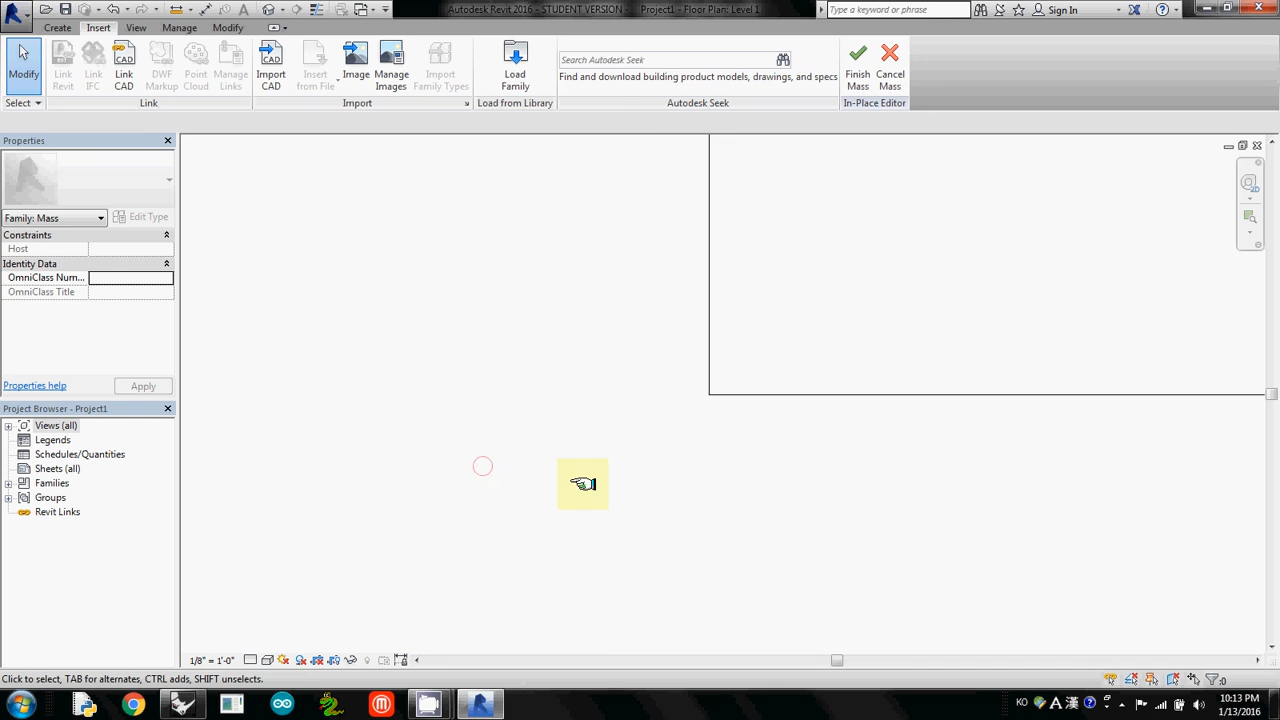 Autodesk Revit 2016 - STUDENT VERSION - Project1 - Floor Plan: Level 1
Type a keyword or phrase
Sign In
Create Insert View Manage Modify
Modify
Link Revit
Link IFC
Link CAD
DWF Markup
Point Cloud
Manage Links
Import CAD
Insert from File
Image
Manage Images
Import Family Types
Load Family
Search Autodesk Seek
Find and download building product models, drawings, and specs
Finish Mass
Cancel Mass
Select Link Import Load from Library Autodesk Seek In-Place Editor
Properties
Family: Mass
Edit Type
Constraints
Host
Identity Data
OmniClass Num...
OmniClass Title
Properties help
Apply
Project Browser - Project1
Views (all)
Legends
Schedules/Quantities
Sheets (all)
Families
Groups
Revit Links
2D
1/8" = 1'-0"
Click to select, TAB for alternates, CTRL adds, SHIFT unselects.
:0
KO
漢
10:13 PM
1/13/2016